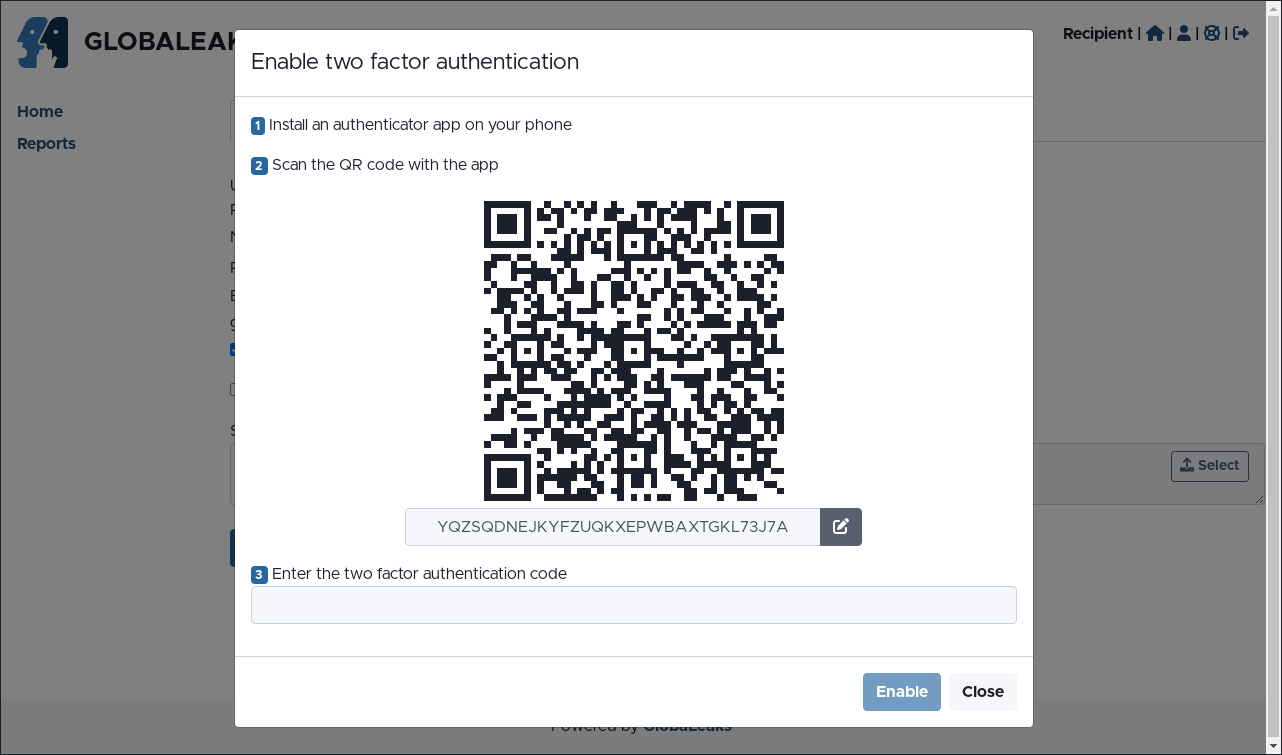 GLOBALEAK
Recipient | | | |
Home
Reports
Enable two factor authentication
1 Install an authenticator app on your phone
2 Scan the QR code with the app
YQZSQDNEJKYFZUQKXEPWBAXTGKL73J7A
3 Enter the two factor authentication code
Select
Enable
Close
Powered by GlobaLeaks